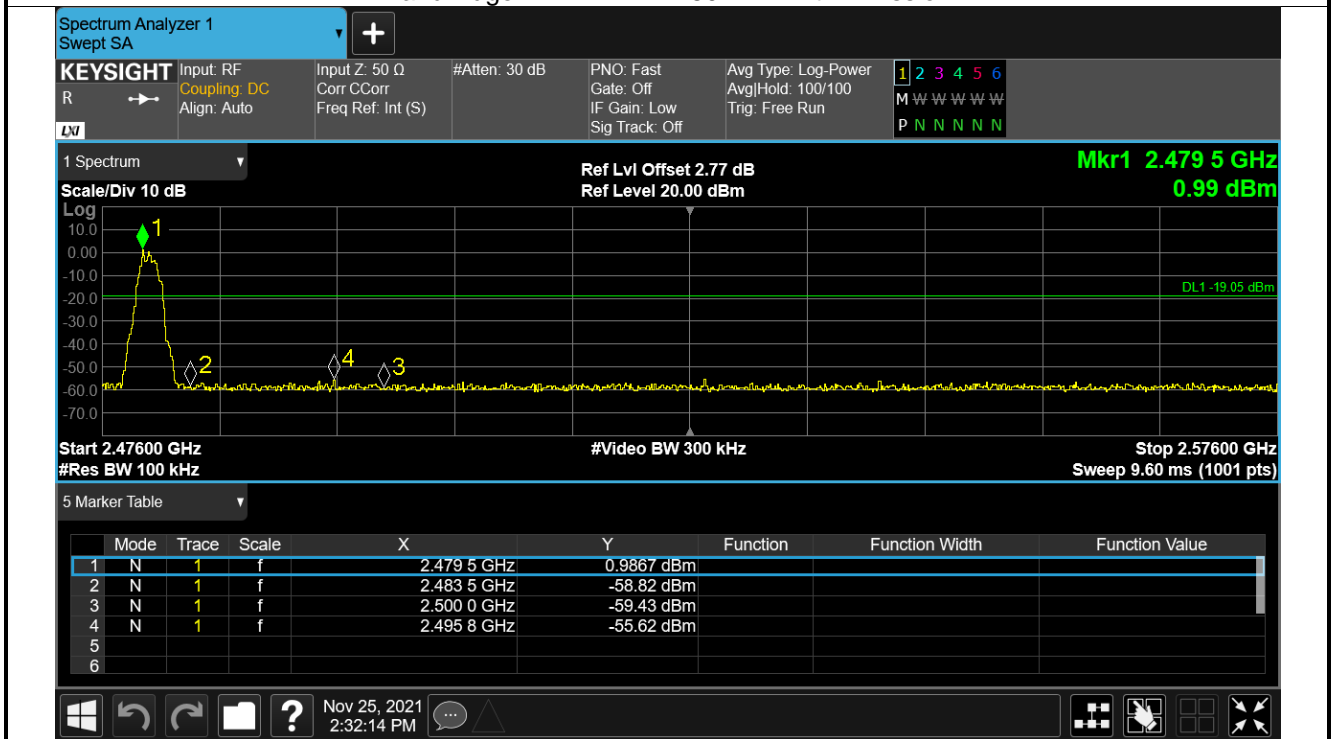 Spectrum Analyzer 1
Swept SA
+
KEYSIGHT Input: RF Input Z: 50 Ω #Atten: 30 dB PNO: Fast Avg Type: Log-Power 1 2 3 4 5 6
R Coupling: DC Corr CCorr Gate: Off Avg|Hold: 100/100 M W W W W W
Align: Auto Freq Ref: Int (S) IF Gain: Low Trig: Free Run
LXI Sig Track: Off P N N N N N
1 Spectrum Ref Lvl Offset 2.77 dB Mkr1 2.479 5 GHz
Scale/Div 10 dB Ref Level 20.00 dBm 0.99 dBm
Log
10.0 1
0.00
-10.0
DL1 -19.05 dBm
-20.0
-30.0
-40.0
2 4 3
-50.0
-60.0
-70.0
Start 2.47600 GHz #Video BW 300 kHz Stop 2.57600 GHz
#Res BW 100 kHz Sweep 9.60 ms (1001 pts)
5 Marker Table
Mode Trace Scale X Y Function Function Width Function Value
1 N 1 f 2.479 5 GHz 0.9867 dBm
2 N 1 f 2.483 5 GHz -58.82 dBm
3 N 1 f 2.500 0 GHz -59.43 dBm
4 N 1 f 2.495 8 GHz -55.62 dBm
5
6
? Nov 25, 2021
2:32:14 PM